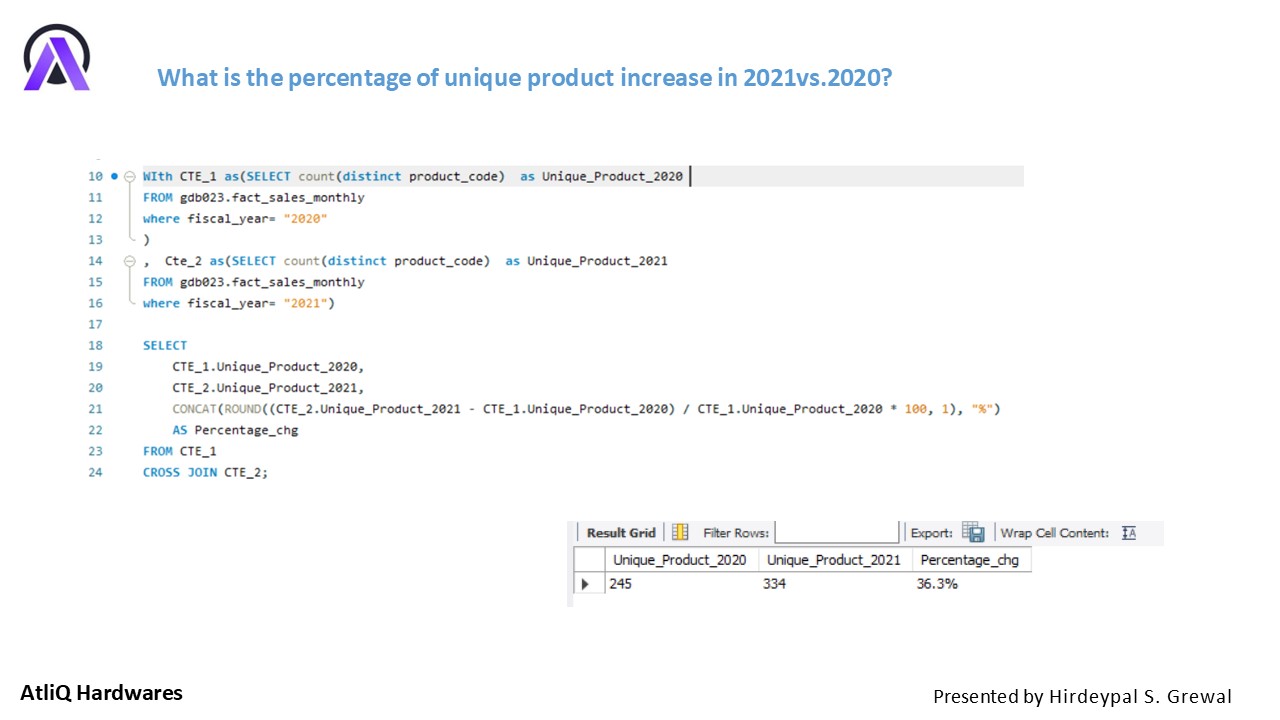 What is the percentage of unique product increase in 2021vs.2020?
10 WIth CTE_1 as(SELECT count(distinct product_code)  as Unique_Product_2020
11 FROM gdb023.fact_sales_monthly
12 where fiscal_year= "2020"
13 )
14 ,  Cte_2 as(SELECT count(distinct product_code)  as Unique_Product_2021
15 FROM gdb023.fact_sales_monthly
16 where fiscal_year= "2021")
17
18 SELECT
19     CTE_1.Unique_Product_2020,
20     CTE_2.Unique_Product_2021,
21     CONCAT(ROUND((CTE_2.Unique_Product_2021 - CTE_1.Unique_Product_2020) / CTE_1.Unique_Product_2020 * 100, 1), "%")
22     AS Percentage_chg
23 FROM CTE_1
24 CROSS JOIN CTE_2;
Result Grid Filter Rows: Export: Wrap Cell Content:
Unique_Product_2020 Unique_Product_2021 Percentage_chg
245 334 36.3%
AtliQ Hardwares
Presented by Hirdeypal S. Grewal